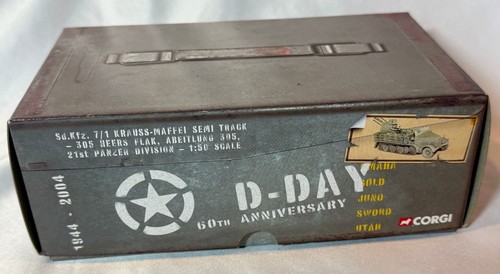 Sd.Kfz. 7/1 KRAUSS-MAFFEI SEMI TRACK
- 305 HEERS FLAK, ABEITLUNG 305,
21st PANZER DIVISION - 1:50 SCALE
1944 - 2004
D-DAY
60TH ANNIVERSARY
OMAHA
GOLD
JUNO
SWORD
UTAH
CORGI